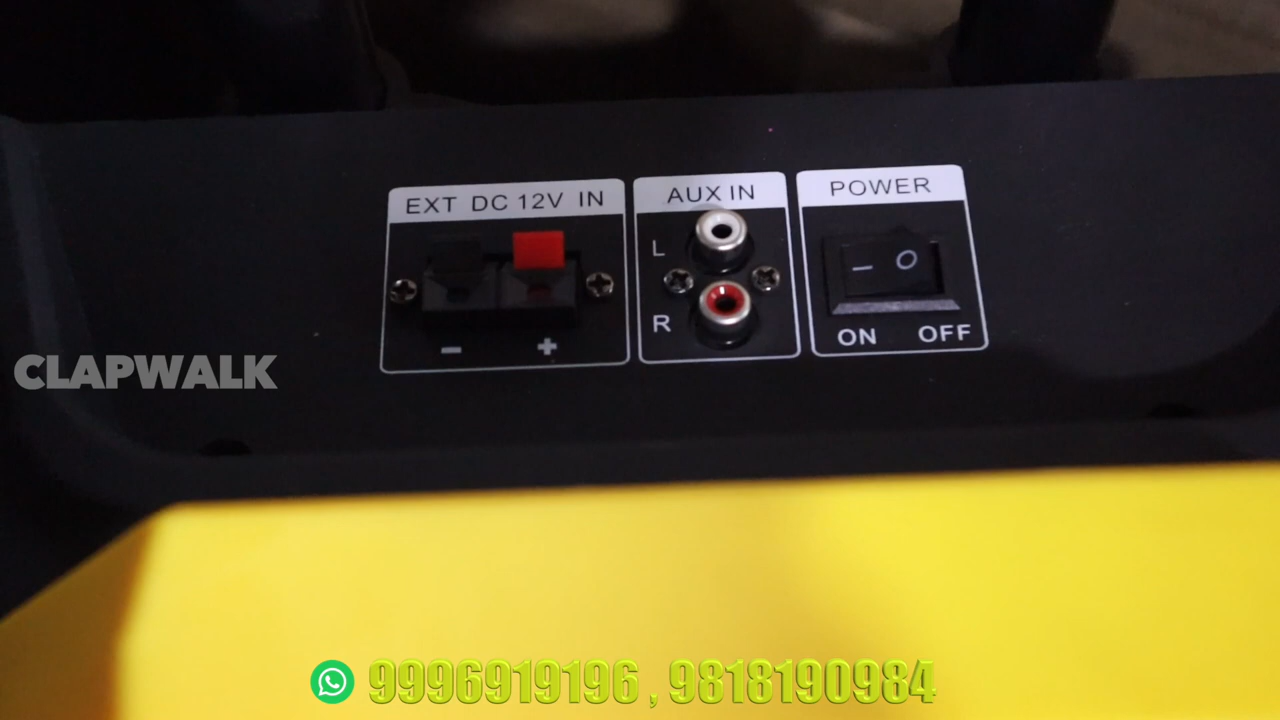 EXT DC 12V IN
AUX IN
POWER
L
R
− +
— O
ON OFF
CLAPWALK
9996919196 , 9818190984